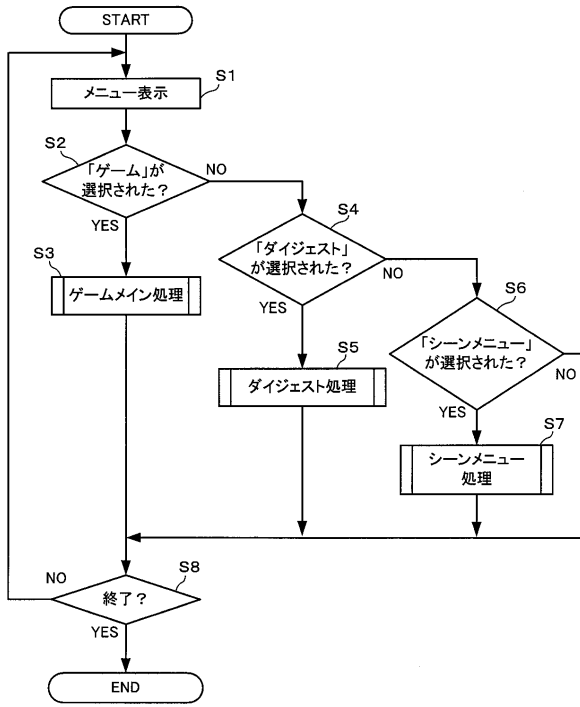 START
S1
メニュー表示
S2
「ゲーム」が
選択された？
NO
YES
S4
「ダイジェスト」
が選択された？
NO
YES
S3
ゲームメイン処理
S6
「シーンメニュー」
が選択された？
NO
YES
S5
ダイジェスト処理
S7
シーンメニュー
処理
S8
終了？
NO
YES
END